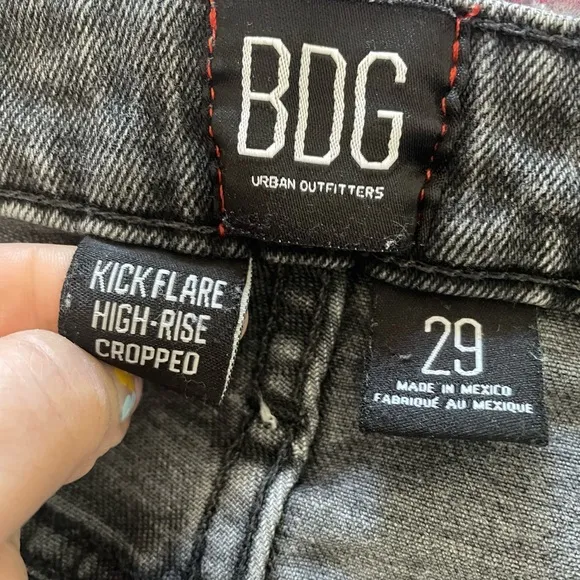 BDG
URBAN OUTFITTERS
KICK FLARE
HIGH-RISE
CROPPED
29
MADE IN MEXICO
FABRIQUÉ AU MEXIQUE